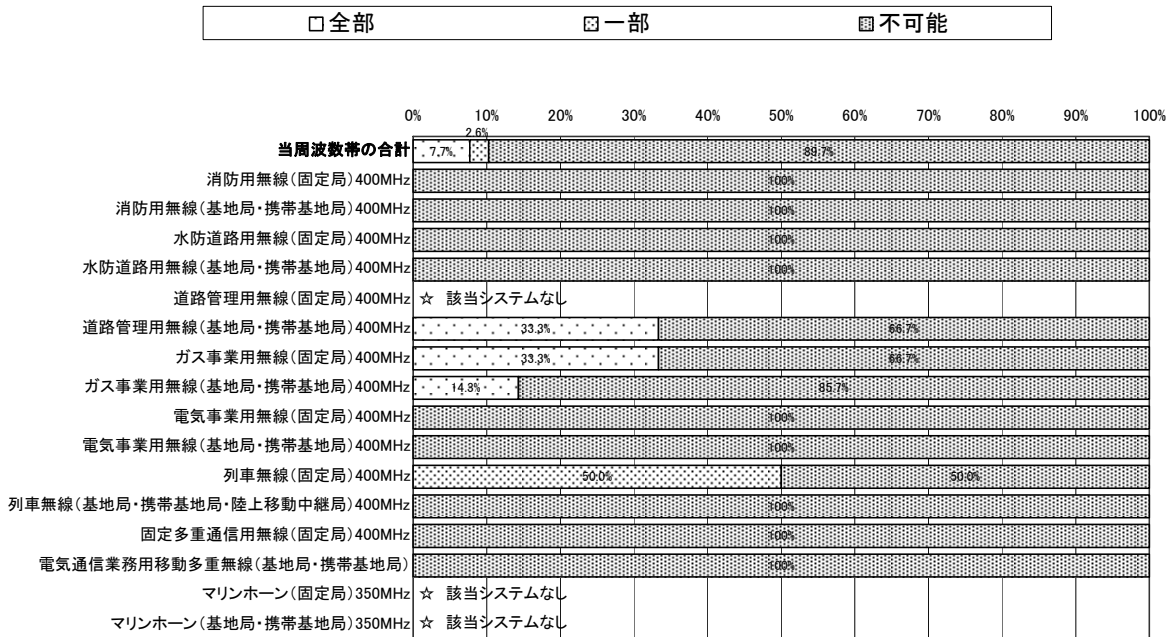 全部 一部 不可能
0% 10% 20% 30% 40% 50% 60% 70% 80% 90% 100%
2.6%
当周波数帯の合計 7.7% 89.7%
消防用無線(固定局)400MHz 100%
消防用無線(基地局・携帯基地局)400MHz 100%
水防道路用無線(固定局)400MHz 100%
水防道路用無線(基地局・携帯基地局)400MHz 100%
道路管理用無線(固定局)400MHz ☆ 該当システムなし
道路管理用無線(基地局・携帯基地局)400MHz 33.3% 66.7%
ガス事業用無線(固定局)400MHz 33.3% 66.7%
ガス事業用無線(基地局・携帯基地局)400MHz 14.3% 85.7%
電気事業用無線(固定局)400MHz 100%
電気事業用無線(基地局・携帯基地局)400MHz 100%
列車無線(固定局)400MHz 50.0% 50.0%
列車無線(基地局・携帯基地局・陸上移動中継局)400MHz 100%
固定多重通信用無線(固定局)400MHz 100%
電気通信業務用移動多重無線(基地局・携帯基地局) 100%
マリンホーン(固定局)350MHz ☆ 該当システムなし
マリンホーン(基地局・携帯基地局)350MHz ☆ 該当システムなし